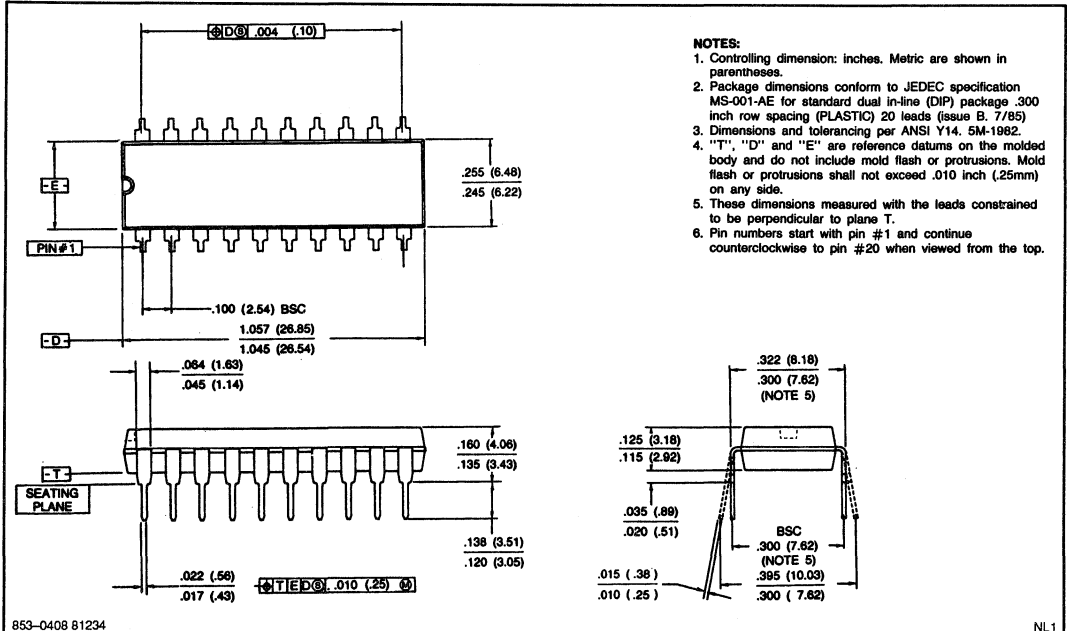 ⌖ D Ⓢ .004 (.10)
NOTES:
1. Controlling dimension: inches. Metric are shown in
parentheses.
2. Package dimensions conform to JEDEC specification
MS-001-AE for standard dual in-line (DIP) package .300
inch row spacing (PLASTIC) 20 leads (issue B. 7/85)
3. Dimensions and tolerancing per ANSI Y14. 5M-1982.
4. "T", "D" and "E" are reference datums on the molded
body and do not include mold flash or protrusions. Mold
flash or protrusions shall not exceed .010 inch (.25mm)
on any side.
5. These dimensions measured with the leads constrained
to be perpendicular to plane T.
6. Pin numbers start with pin #1 and continue
counterclockwise to pin #20 when viewed from the top.
-E-
.255 (6.48)
.245 (6.22)
PIN#1
.100 (2.54) BSC
-D-
1.057 (26.85)
1.045 (26.54)
.064 (1.63)
.045 (1.14)
.322 (8.18)
.300 (7.62)
(NOTE 5)
.160 (4.06)
.135 (3.43)
.125 (3.18)
.115 (2.92)
-T-
SEATING
PLANE
.138 (3.51)
.120 (3.05)
.035 (.89)
.020 (.51)
BSC
.300 (7.62)
(NOTE 5)
.395 (10.03)
.300 ( 7.62)
.022 (.56)
.017 (.43)
⌖ T E D Ⓢ .010 (.25) Ⓜ
.015 ( .38)
.010 (.25 )
853-0408 81234
NL1